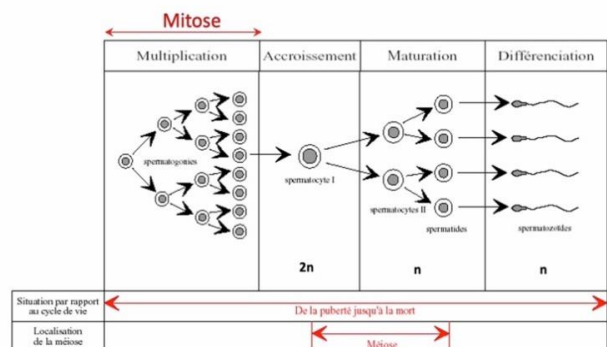 Mitose
Multiplication
Accroissement
Maturation
Différenciation
spermatogonies
spermatocyte I
spermatocytes II
spermatides
spermatozoïdes
2n
n
n
Situation par rapport
au cycle de vie
De la puberté jusqu'à la mort
Localisation
de la méiose
Méiose